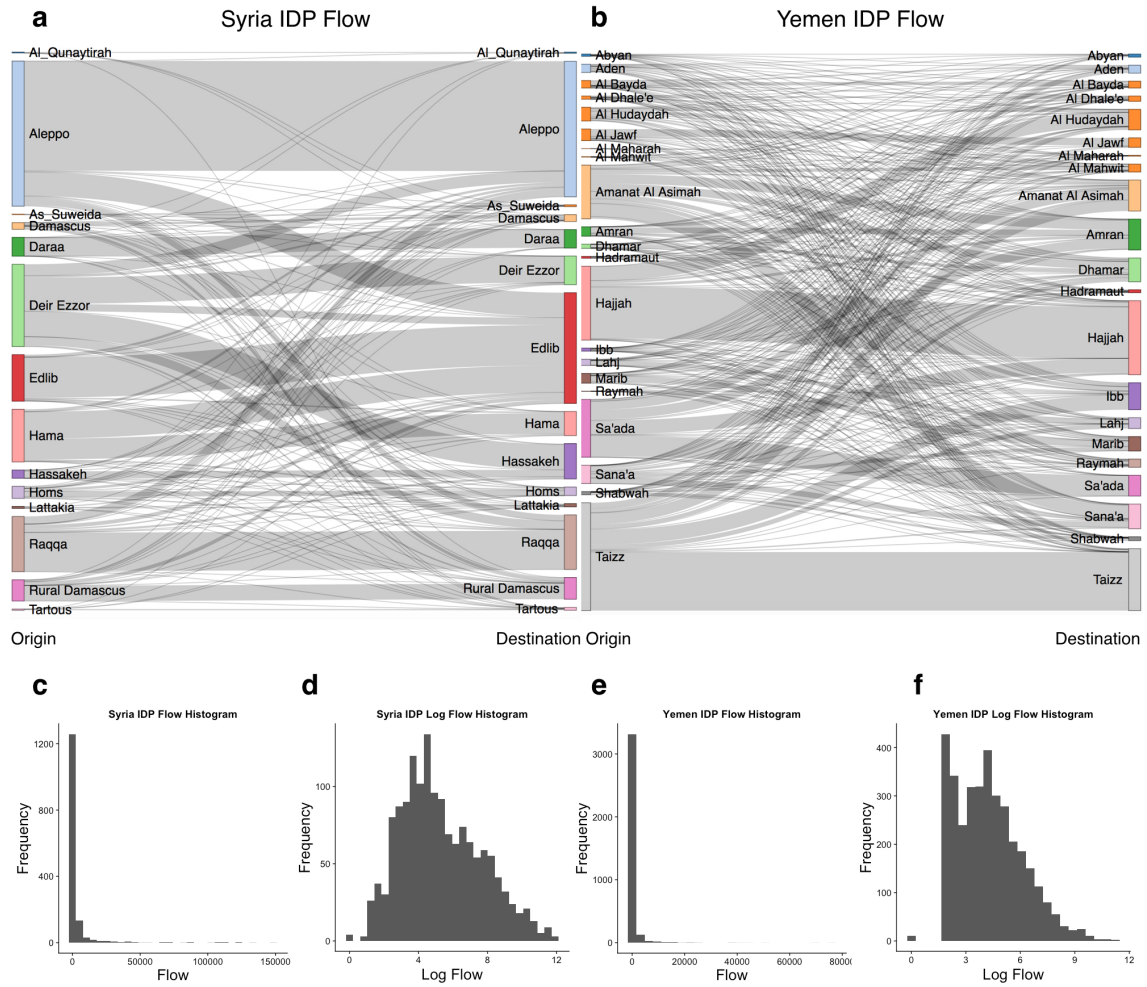 a Syria IDP Flow
Al_Qunaytirah
Aleppo
As_Suweida
Damascus
Daraa
Deir Ezzor
Edlib
Hama
Hassakeh
Homs
Lattakia
Raqqa
Rural Damascus
Tartous
Al_Qunaytirah
Aleppo
As_Suweida
Damascus
Daraa
Deir Ezzor
Edlib
Hama
Hassakeh
Homs
Lattakia
Raqqa
Rural Damascus
Tartous
Origin
Destination
b Yemen IDP Flow
Abyan
Aden
Al Bayda
Al Dhale'e
Al Hudaydah
Al Jawf
Al Maharah
Al Mahwit
Amanat Al Asimah
Amran
Dhamar
Hadramaut
Hajjah
Ibb
Lahj
Marib
Raymah
Sa'ada
Sana'a
Shabwah
Taizz
Abyan
Aden
Al Bayda
Al Dhale'e
Al Hudaydah
Al Jawf
Al Maharah
Al Mahwit
Amanat Al Asimah
Amran
Dhamar
Hadramaut
Hajjah
Ibb
Lahj
Marib
Raymah
Sa'ada
Sana'a
Shabwah
Taizz
Origin
Destination
c
Syria IDP Flow Histogram
Frequency
1200
800
400
0
0 50000 100000 150000
Flow
d
Syria IDP Log Flow Histogram
Frequency
100
50
0
0 4 8 12
Log Flow
e
Yemen IDP Flow Histogram
Frequency
3000
2000
1000
0
0 20000 40000 60000 80000
Flow
f
Yemen IDP Log Flow Histogram
Frequency
400
300
200
100
0
0 3 6 9 12
Log Flow